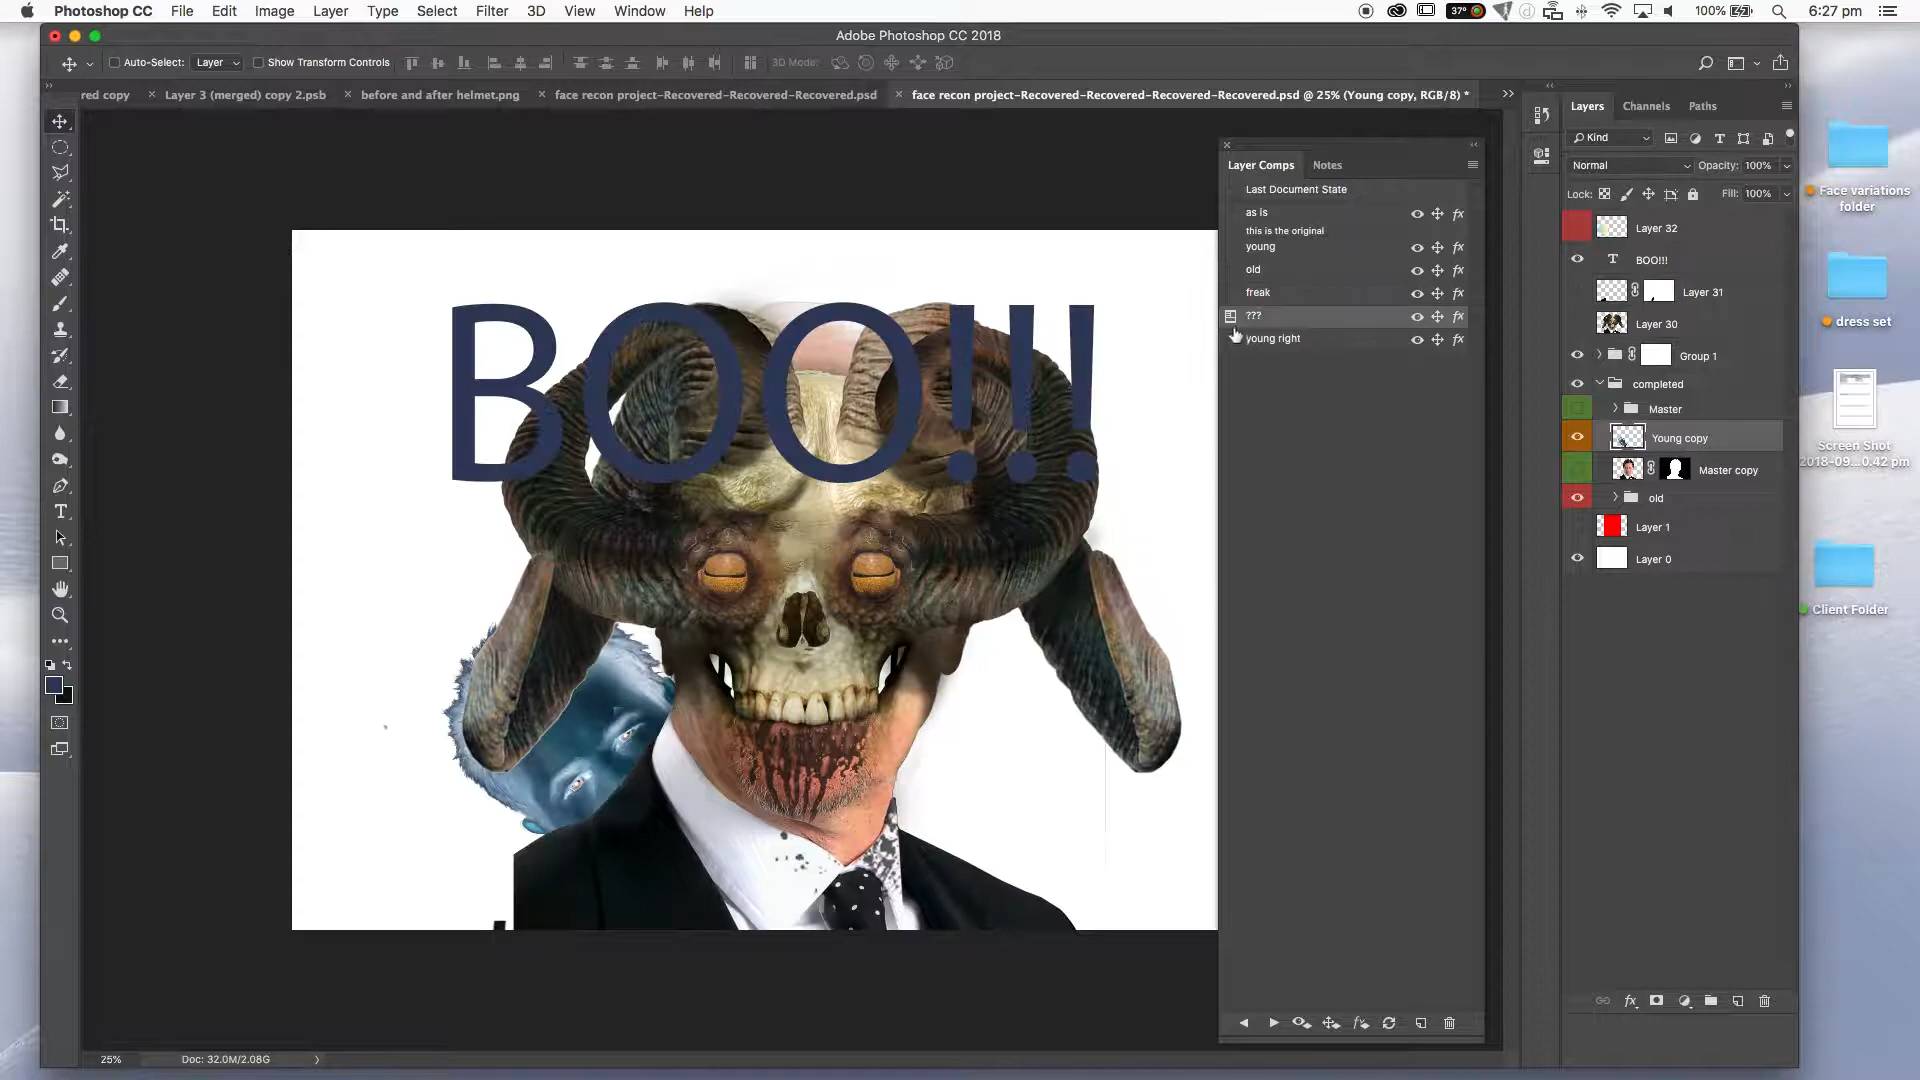 Photoshop CC File Edit Image Layer Type Select Filter 3D View Window Help
37° 100% 6:27 pm
Adobe Photoshop CC 2018
Auto-Select: Layer Show Transform Controls 3D Mode:
red copy Layer 3 (merged) copy 2.psb before and after helmet.png face recon project-Recovered-Recovered-Recovered.psd face recon project-Recovered-Recovered-Recovered-Recovered.psd @ 25% (Young copy, RGB/8) *
Layer Comps Notes
Last Document State
as is
this is the original
young
old
freak
???
young right
BOO!!!
Layers Channels Paths
Kind
Normal Opacity: 100%
Lock: Fill: 100%
Layer 32
BOO!!!
Layer 31
Layer 30
Group 1
completed
Master
Young copy
Master copy
old
Layer 1
Layer 0
Face variations
folder
dress set
Screen Shot
2018-09...0.42 pm
Client Folder
25% Doc: 32.0M/2.08G